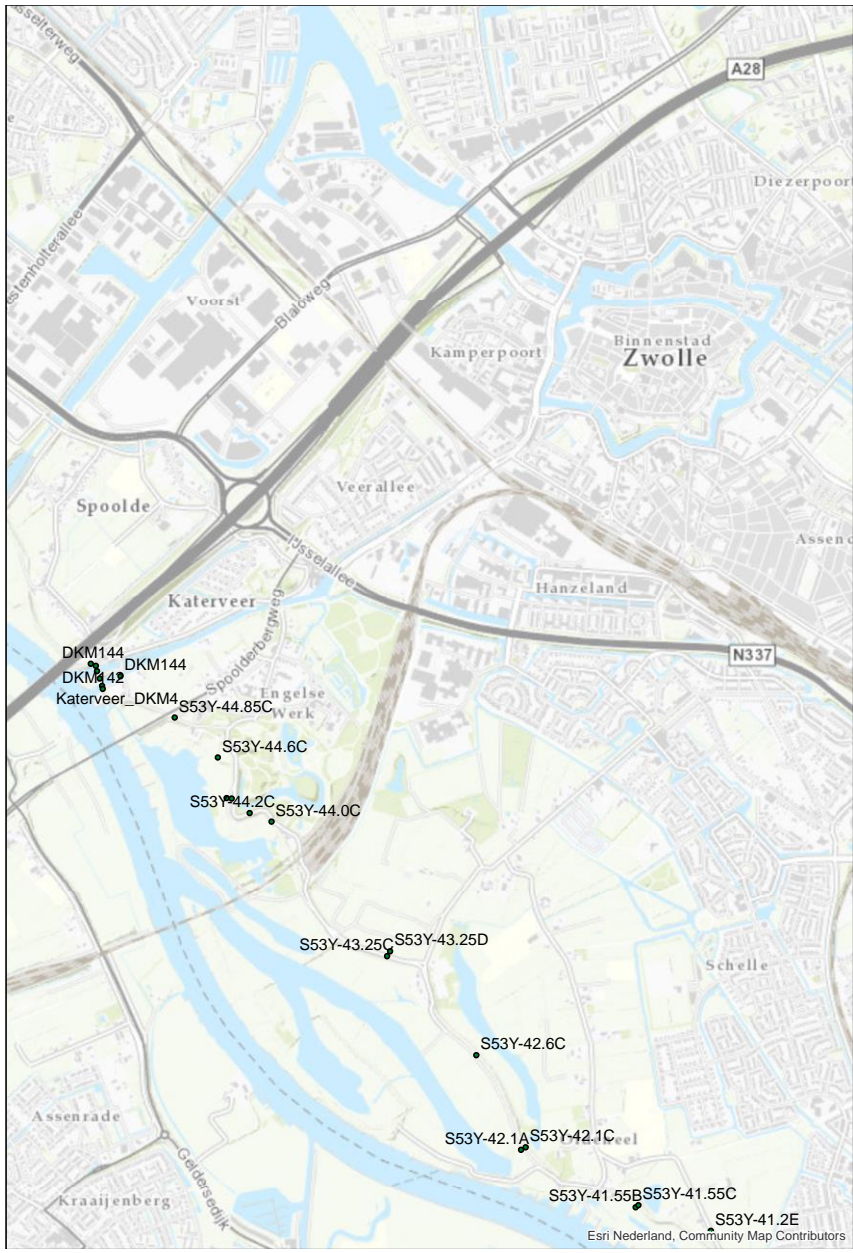 A28
Diezerpoort
Voorst
Blaloweg
Kamperpoort
Binnenstad
Zwolle
Spoolde
Veerallee
Assend
IJsselallee
Hanzeland
Katerveer
Spoolderbergweg
N337
DKM144
DKM144
DKM142
Katerveer_DKM4
Engelse
Werk
S53Y-44.85C
S53Y-44.6C
S53Y-44.2C
S53Y-44.0C
S53Y-43.25C
S53Y-43.25D
Schelle
S53Y-42.6C
Assenrade
S53Y-42.1A
S53Y-42.1C
Geldersedijk
Kraaijenberg
S53Y-41.55B
S53Y-41.55C
S53Y-41.2E
Esri Nederland, Community Map Contributors